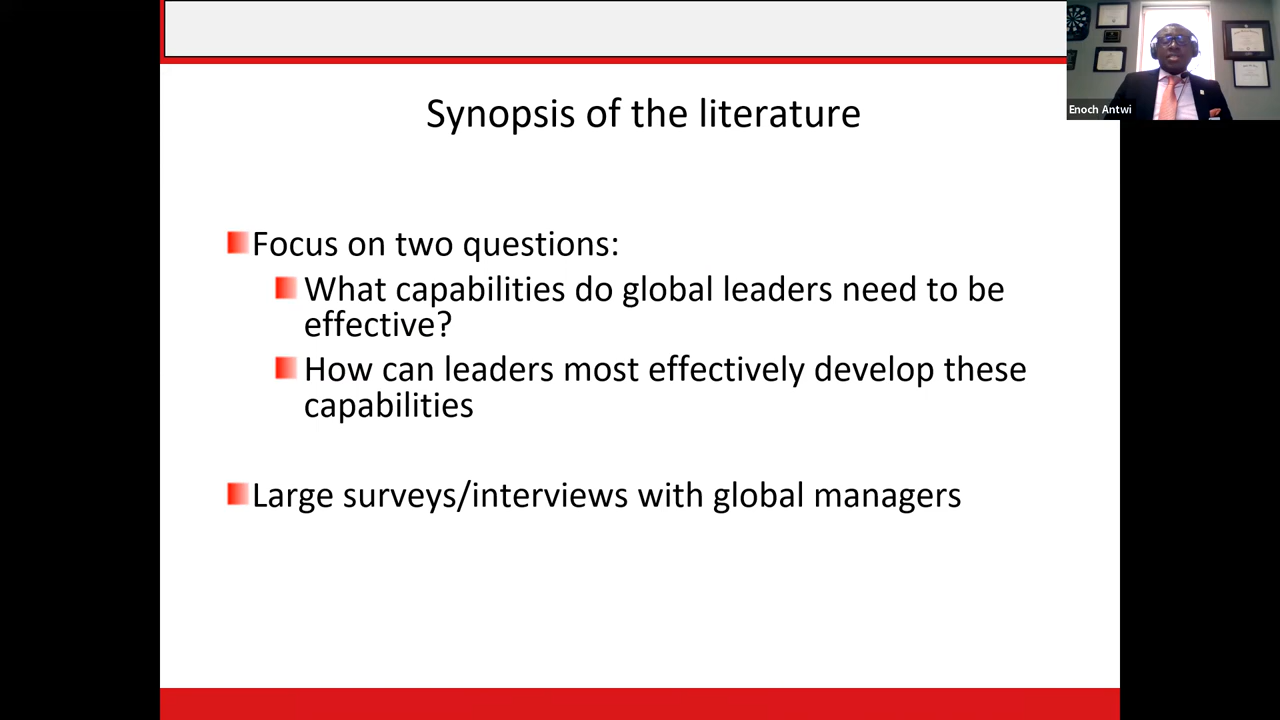 Synopsis of the literature
Enoch Antwi
Focus on two questions:
What capabilities do global leaders need to be
effective?
How can leaders most effectively develop these
capabilities
Large surveys/interviews with global managers